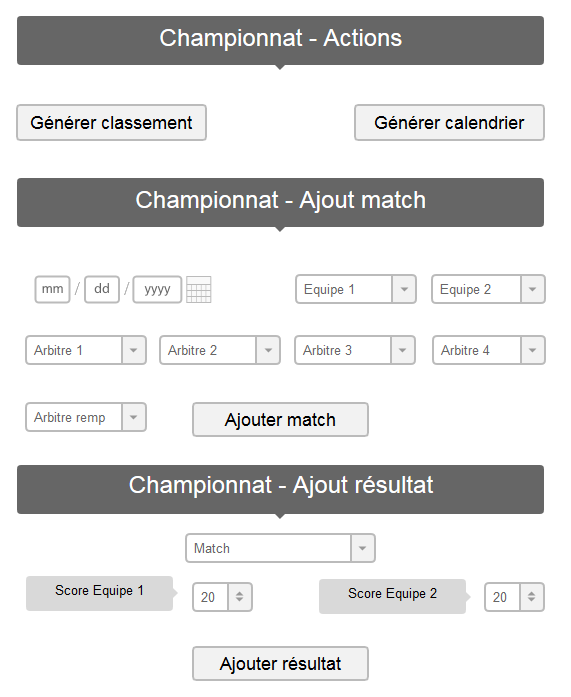 Championnat - Actions
Générer classement Générer calendrier
Championnat - Ajout match
mm / dd / yyyy Equipe 1 Equipe 2
Arbitre 1 Arbitre 2 Arbitre 3 Arbitre 4
Arbitre remp Ajouter match
Championnat - Ajout résultat
Match
Score Equipe 1 20 Score Equipe 2 20
Ajouter résultat